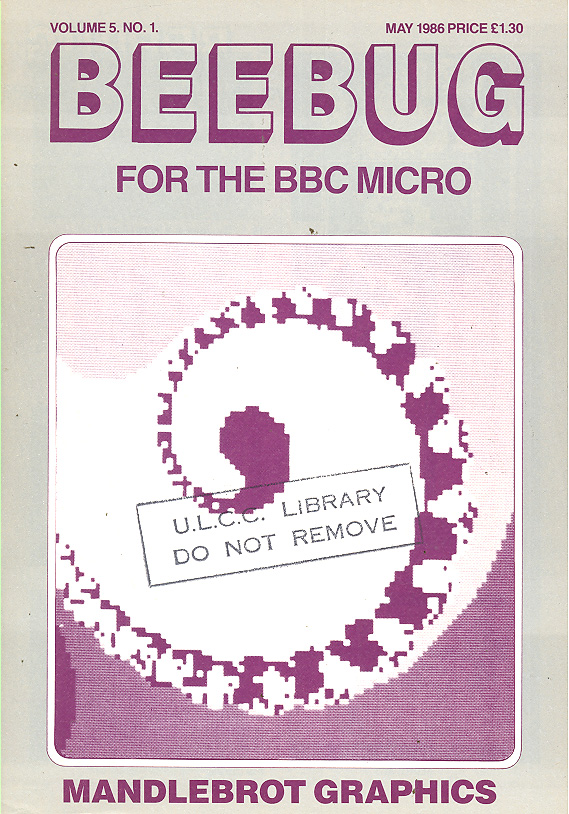 VOLUME 5. NO. 1.
MAY 1986 PRICE £1.30
BEEBUG
FOR THE BBC MICRO
U.L.C.C. LIBRARY
DO NOT REMOVE
MANDLEBROT GRAPHICS